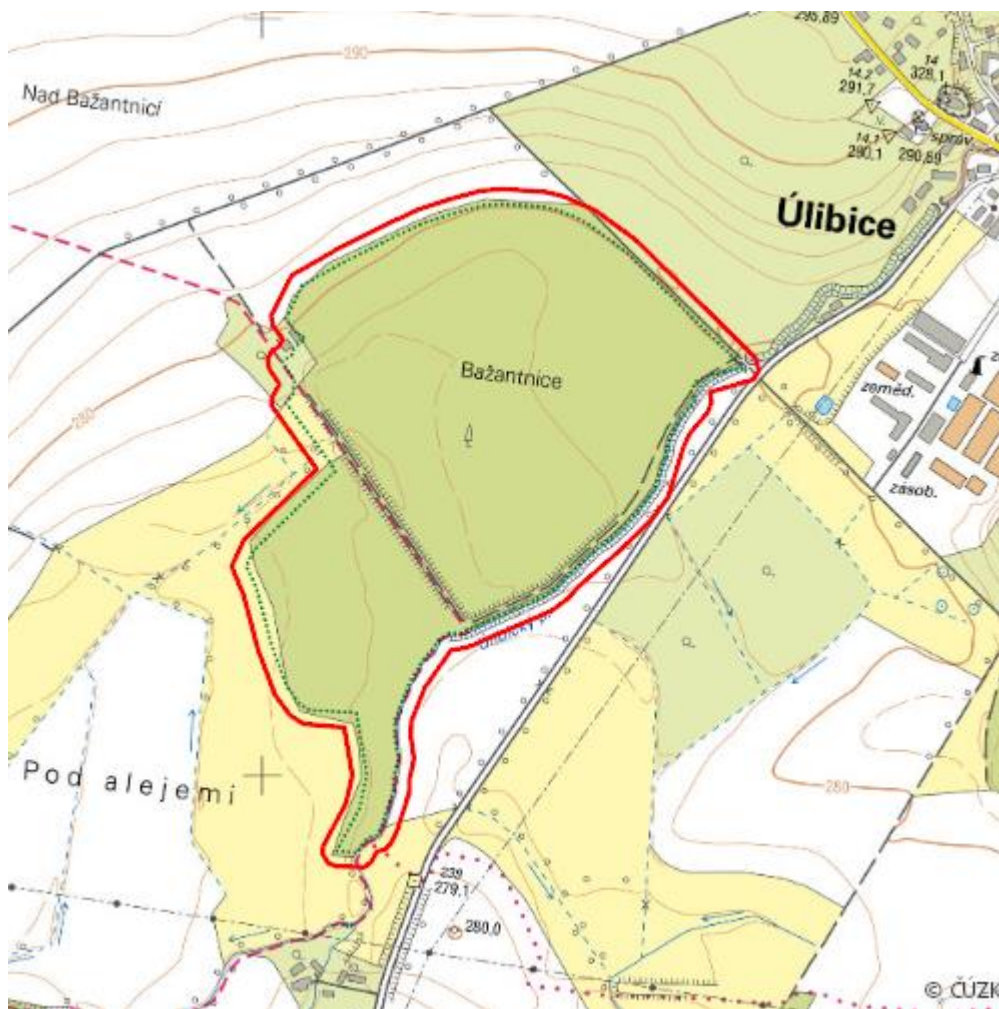 295,89
290
14
328,1
14.2
291,7
Nad Bažantnicí
14.1
280,1
290,89
správ.
Úlibice
Bažantnice
280
zeměd.
zásob.
Úlibický p.
Pod alejemi
280
239
279,1
280,0
© ČÚZK